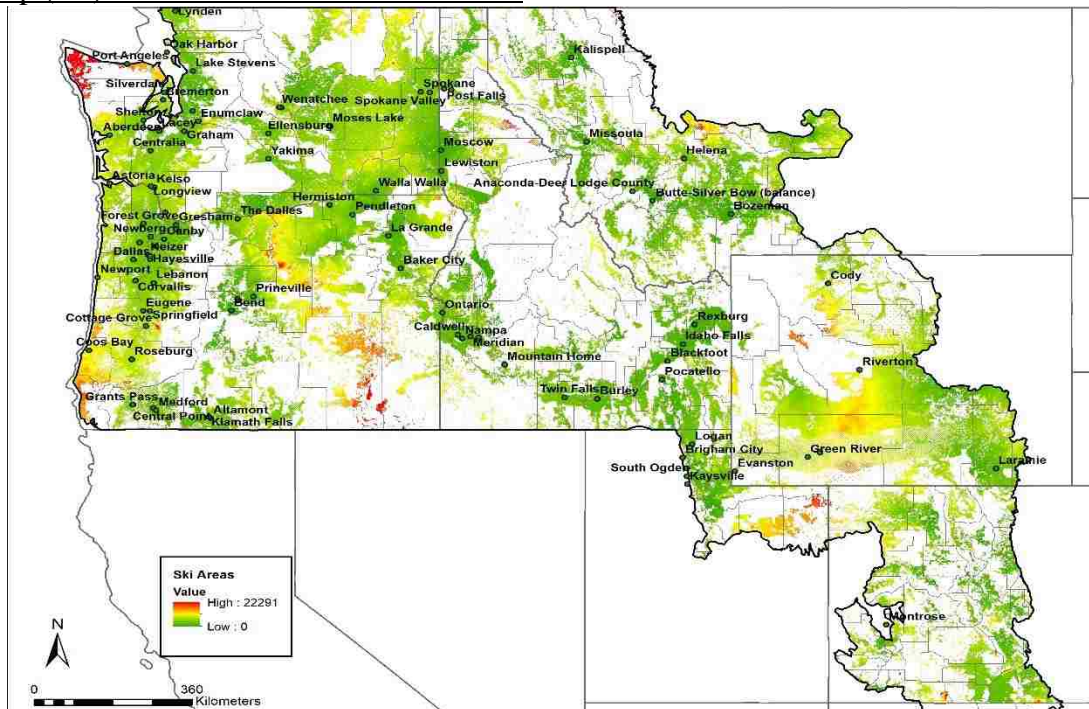 Lynden
Oak Harbor
Port Angeles
Lake Stevens
Kalispell
Silverdale
Bremerton
Spokane
Spokane Valley
Post Falls
Wenatchee
Shelton
Enumclaw
Moses Lake
Aberdeen
Lacey
Graham
Ellensburg
Missoula
Centralia
Moscow
Helena
Yakima
Lewiston
Astoria
Kelso
Longview
Walla Walla
Anaconda-Deer Lodge County
Butte-Silver Bow (balance)
Hermiston
Bozeman
Forest Grove
Gresham
The Dalles
Pendleton
Newberg
Canby
La Grande
Keizer
Dallas
Hayesville
Baker City
Newport
Lebanon
Cody
Corvallis
Prineville
Bend
Ontario
Eugene
Springfield
Rexburg
Cottage Grove
Caldwell
Nampa
Meridian
Idaho Falls
Coos Bay
Roseburg
Mountain Home
Blackfoot
Riverton
Pocatello
Grants Pass
Medford
Twin Falls
Burley
Central Point
Altamont
Klamath Falls
Logan
Brigham City
Green River
South Ogden
Evanston
Laramie
Kaysville
Ski Areas
Value
High : 22291
Low : 0
Montrose
N
0
360
Kilometers